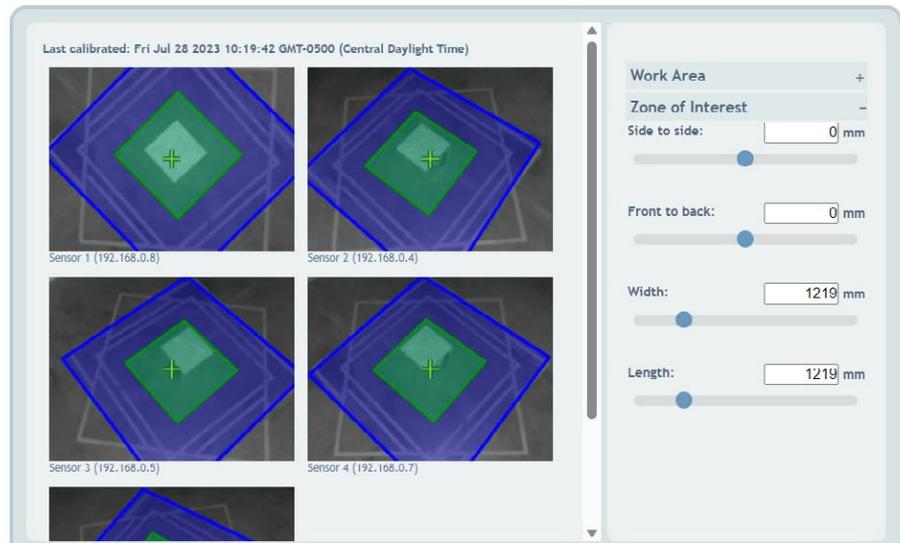 Last calibrated: Fri Jul 28 2023 10:19:42 GMT-0500 (Central Daylight Time)
Sensor 1 (192.168.0.8)
Sensor 2 (192.168.0.4)
Sensor 3 (192.168.0.5)
Sensor 4 (192.168.0.7)
Work Area +
Zone of Interest −
Side to side: 0 mm
Front to back: 0 mm
Width: 1219 mm
Length: 1219 mm